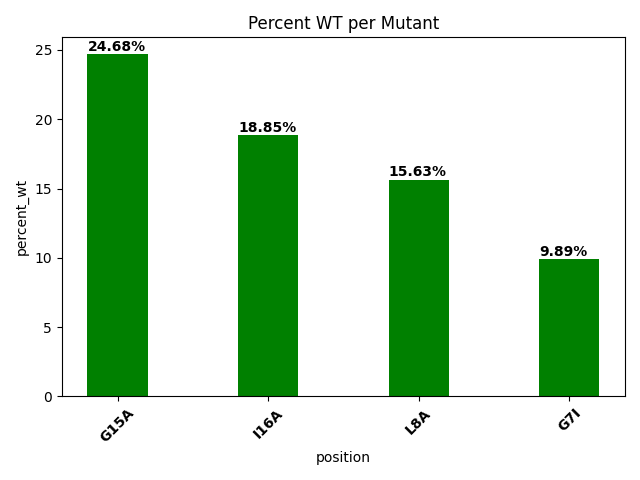 Percent WT per Mutant
24.68%
18.85%
15.63%
9.89%
25
20
15
10
5
0
percent_wt
G15A
I16A
L8A
G7I
position